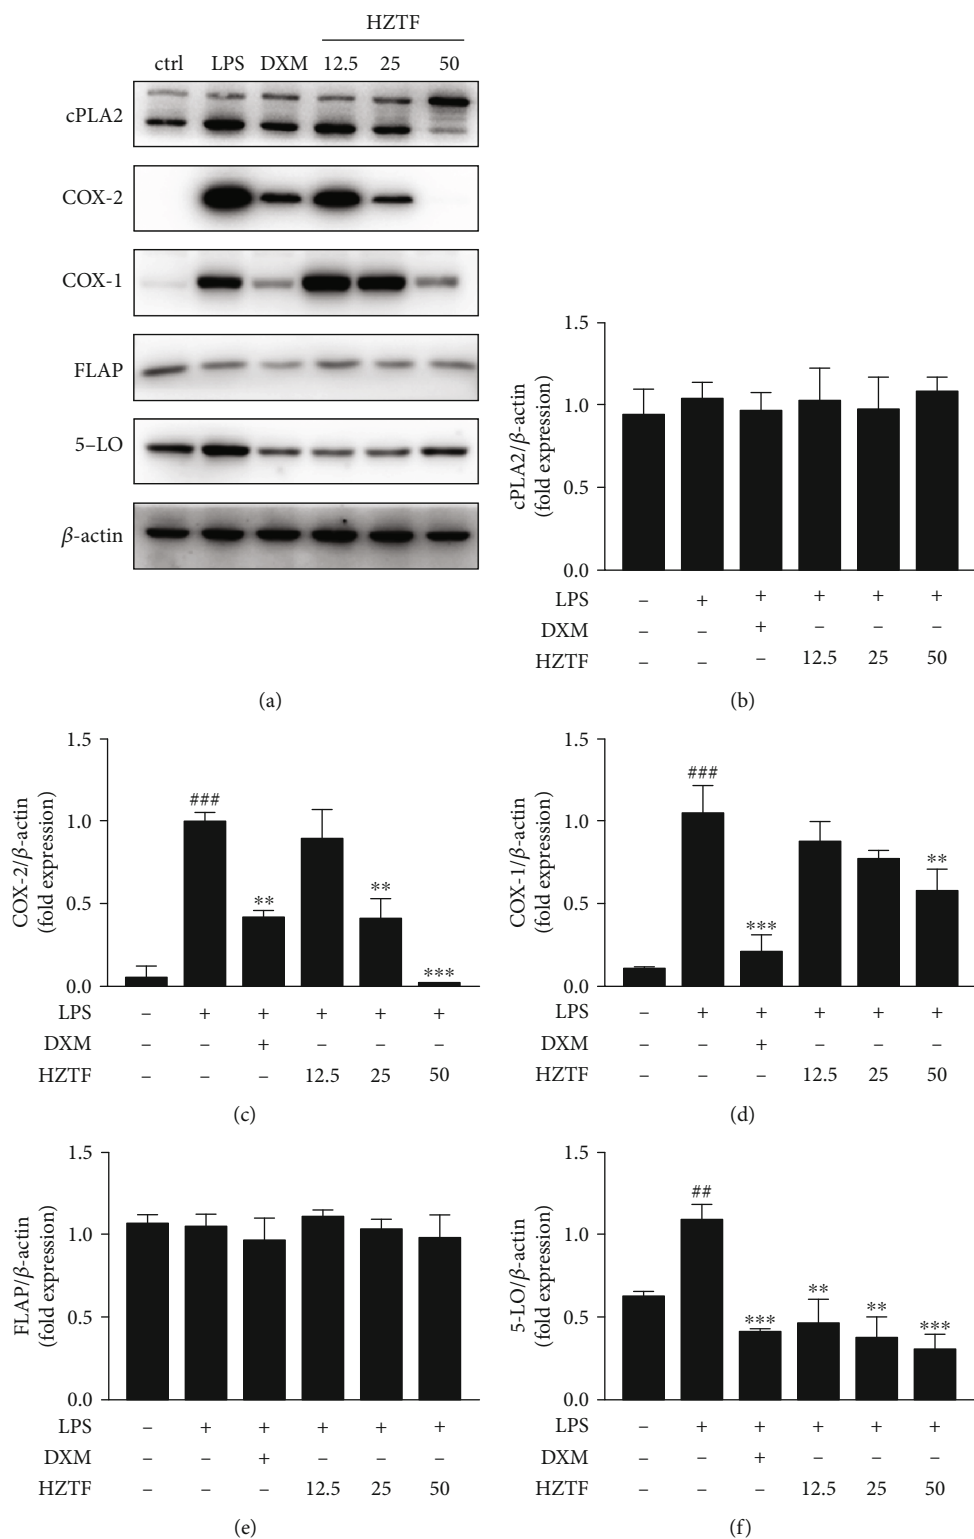 HZTF
ctrl LPS DXM 12.5 25 50
cPLA2
COX-2
COX-1
FLAP
5–LO
β-actin
(a)
cPLA2/β-actin
(fold expression)
1.5
1.0
0.5
0.0
LPS – + + + + +
DXM – – + – – –
HZTF – – – 12.5 25 50
(b)
COX-2/β-actin
(fold expression)
1.5
1.0
0.5
0.0
### ** ** ***
LPS – + + + + +
DXM – – + – – –
HZTF – – – 12.5 25 50
(c)
COX-1/β-actin
(fold expression)
1.5
1.0
0.5
0.0
### *** **
LPS – + + + + +
DXM – – + – – –
HZTF – – – 12.5 25 50
(d)
FLAP/β-actin
(fold expression)
1.5
1.0
0.5
0.0
LPS – + + + + +
DXM – – + – – –
HZTF – – – 12.5 25 50
(e)
5-LO/β-actin
(fold expression)
1.5
1.0
0.5
0.0
## *** ** ** ***
LPS – + + + + +
DXM – – + – – –
HZTF – – – 12.5 25 50
(f)